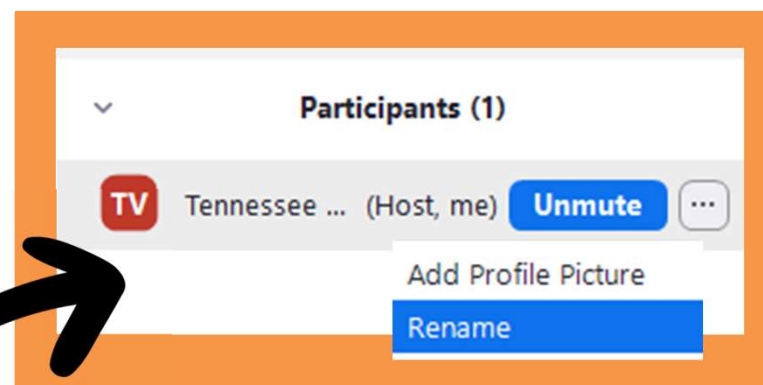 Participants (1)
TV Tennessee ... (Host, me) Unmute ...
Add Profile Picture
Rename